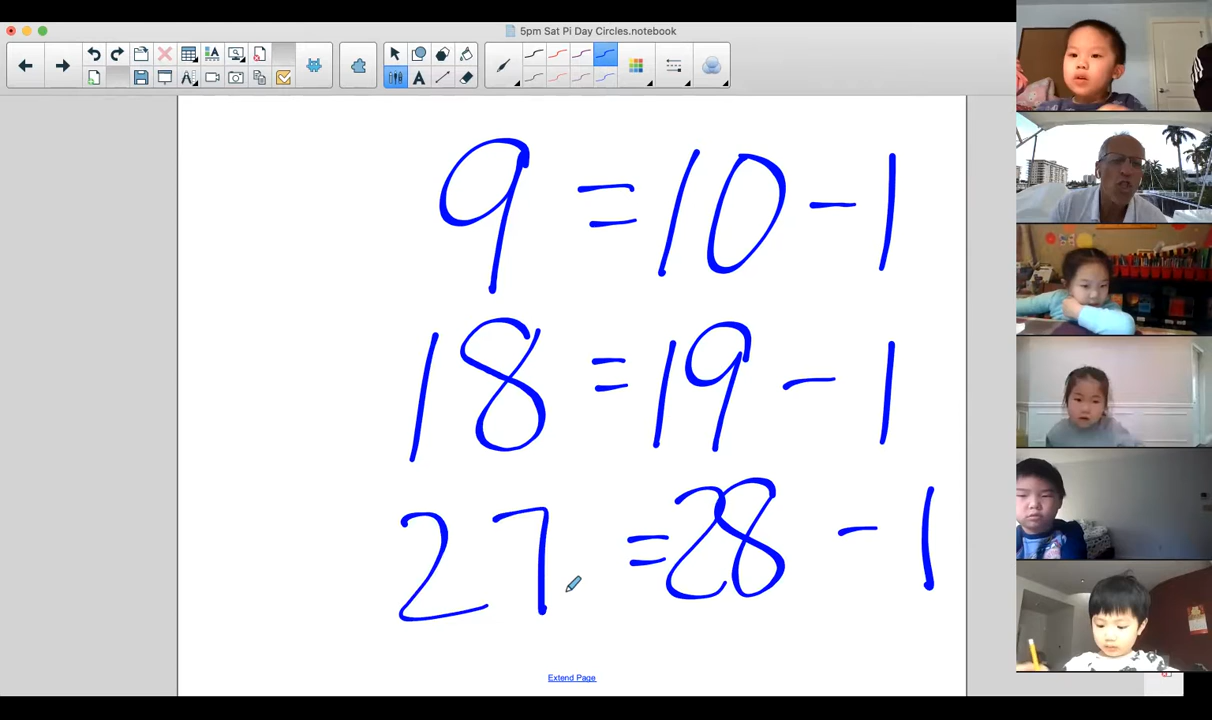 5pm Sat Pi Day Circles.notebook
9 = 10 - 1
18 = 19 - 1
27 = 28 - 1
Extend Page